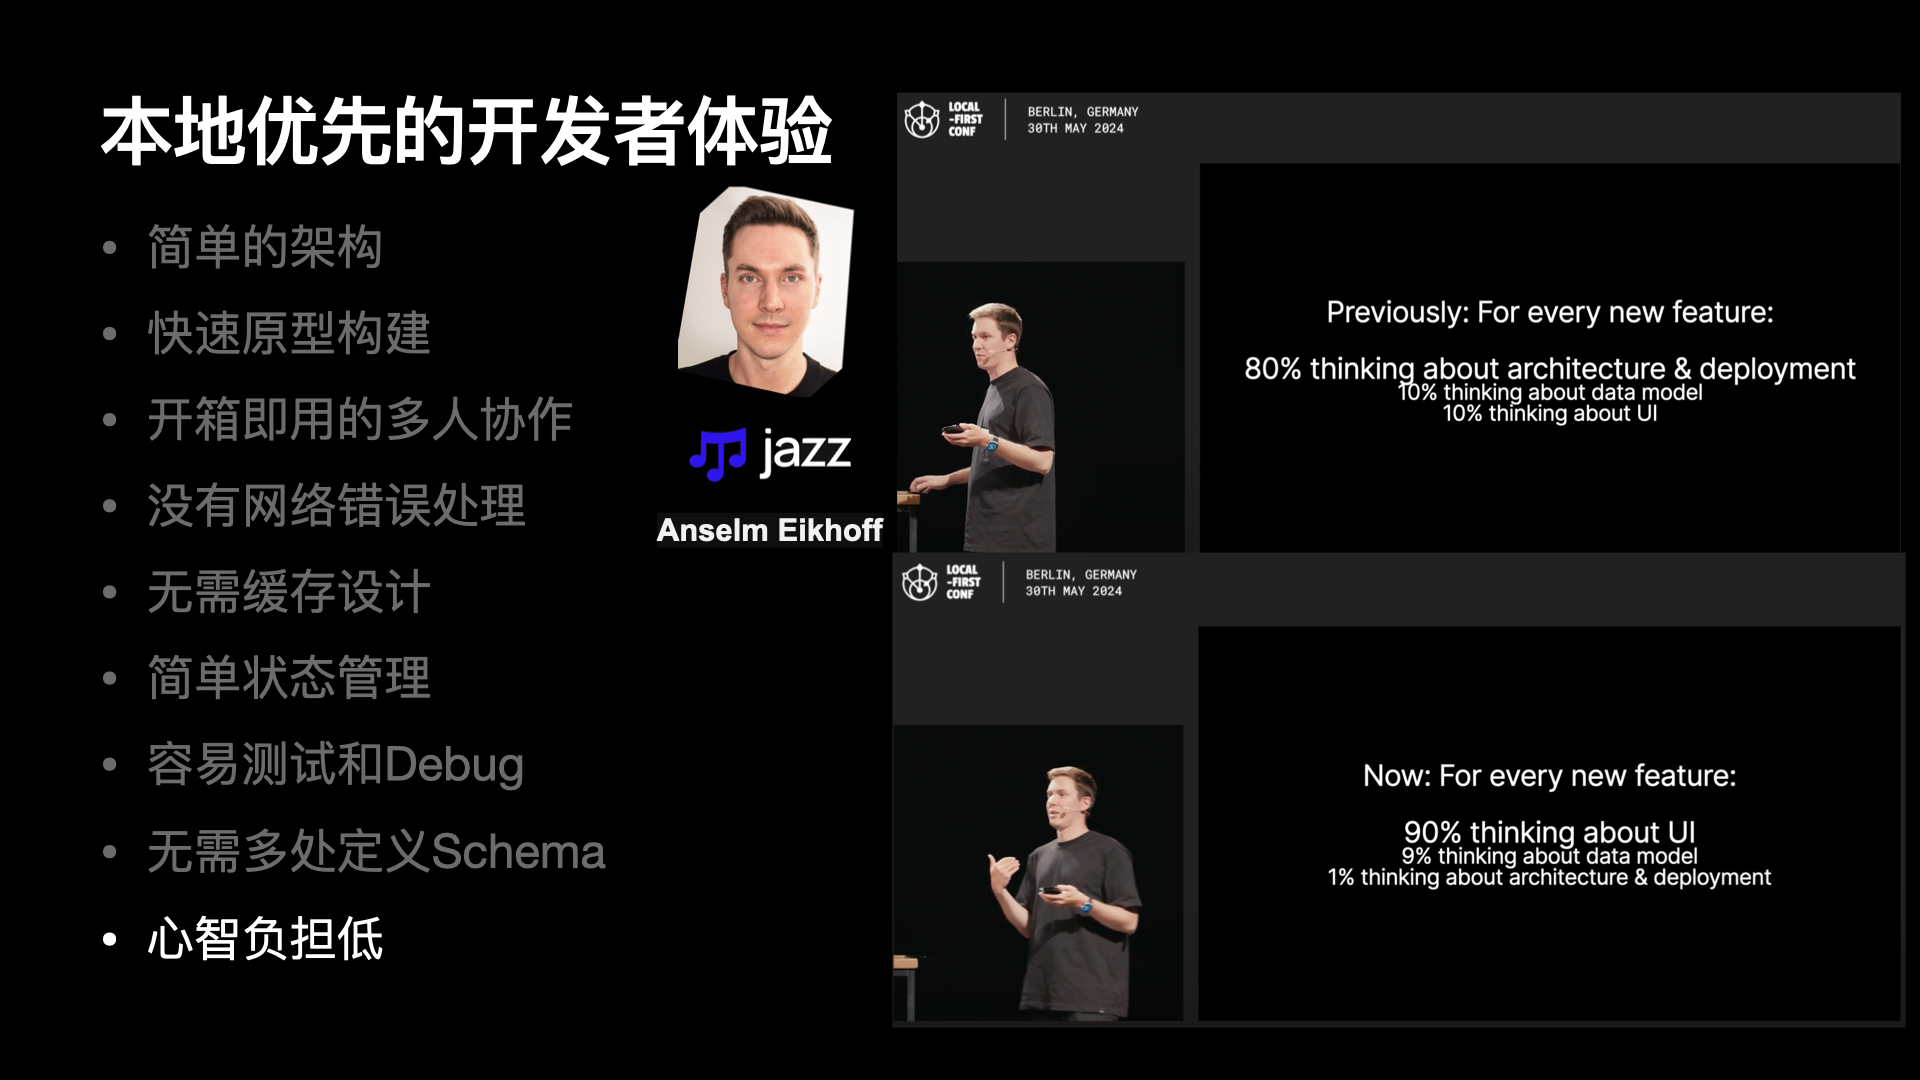 本地优先的开发者体验
• 简单的架构
• 快速原型构建
• 开箱即用的多人协作
• 没有网络错误处理
• 无需缓存设计
• 简单状态管理
• 容易测试和Debug
• 无需多处定义Schema
• 心智负担低
jazz
Anselm Eikhoff
LOCAL
-FIRST
CONF
BERLIN, GERMANY
30TH MAY 2024
Previously: For every new feature:
80% thinking about architecture & deployment
10% thinking about data model
10% thinking about UI
LOCAL
-FIRST
CONF
BERLIN, GERMANY
30TH MAY 2024
Now: For every new feature:
90% thinking about UI
9% thinking about data model
1% thinking about architecture & deployment